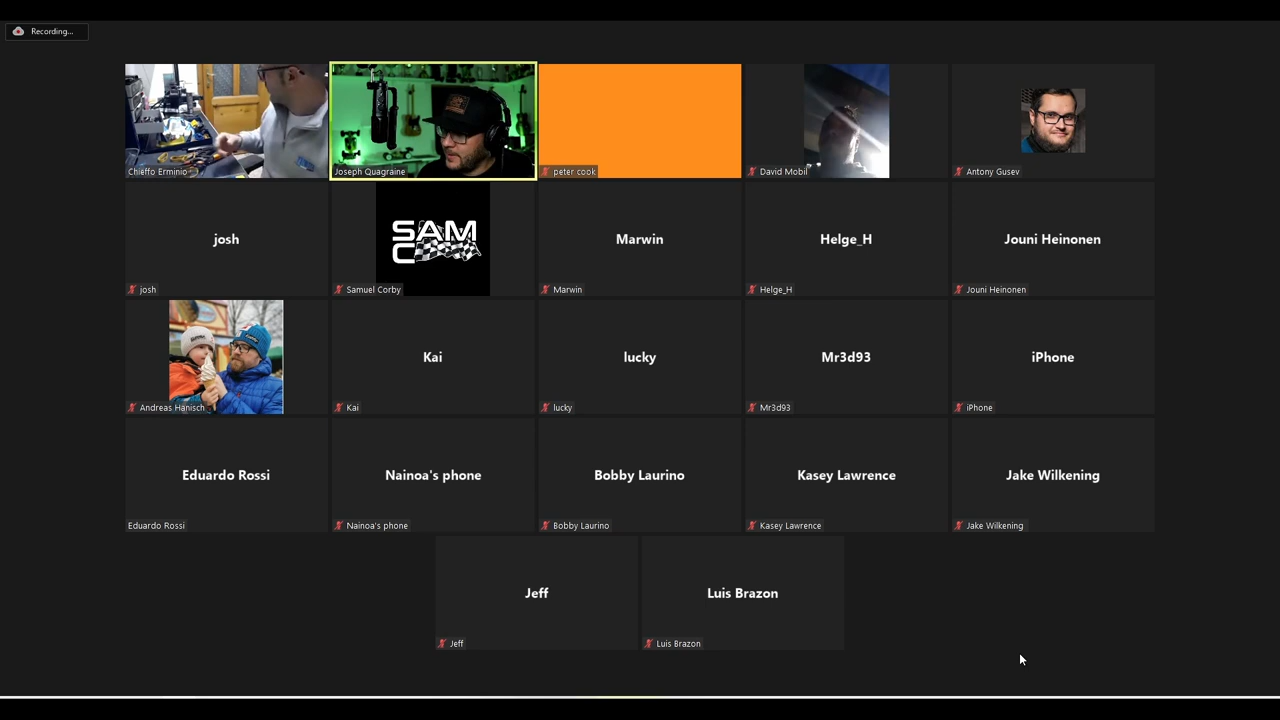 Recording...
Chieffo Erminio
Joseph Quagraine
peter cook
David Mobil
Antony Gusev
josh
josh
SAM
C
Samuel Corby
Marwin
Marwin
Helge_H
Helge_H
Jouni Heinonen
Jouni Heinonen
Andreas Hanisch
Kai
Kai
lucky
lucky
Mr3d93
Mr3d93
iPhone
iPhone
Eduardo Rossi
Eduardo Rossi
Nainoa's phone
Nainoa's phone
Bobby Laurino
Bobby Laurino
Kasey Lawrence
Kasey Lawrence
Jake Wilkening
Jake Wilkening
Jeff
Jeff
Luis Brazon
Luis Brazon